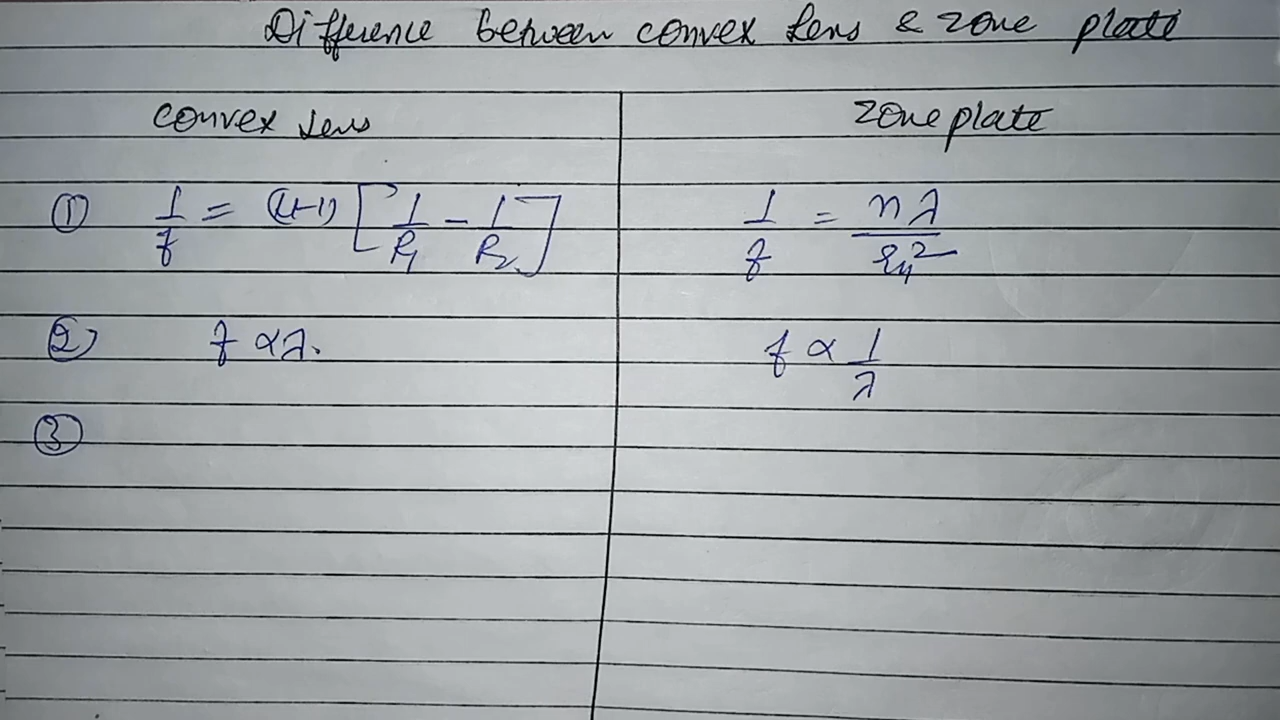 Difference between convex lens & zone plate
convex lens
zone plate
① 1/f = (μ-1) [1/R₁ - 1/R₂]
1/f = nλ/rₙ²
② f ∝ λ.
f ∝ 1/λ
③